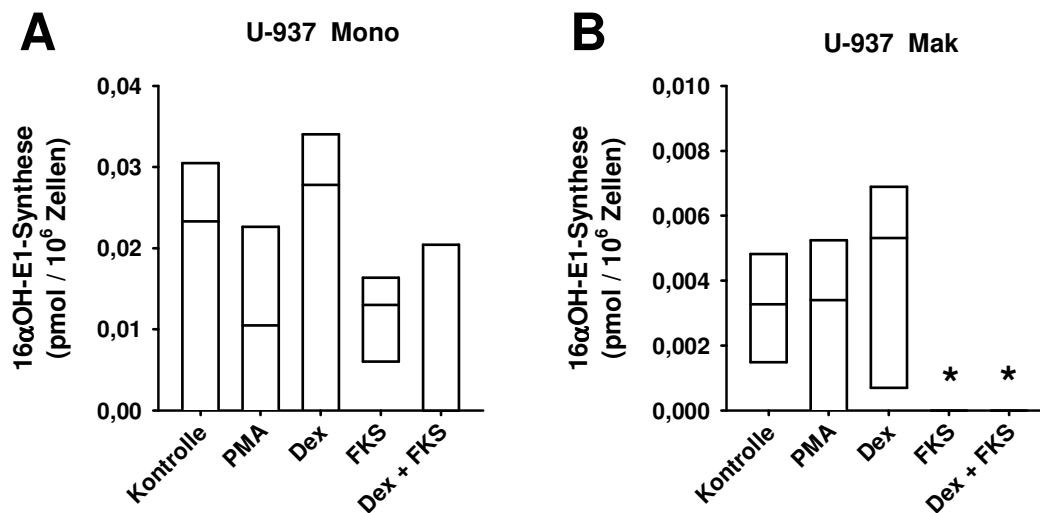 A
U-937 Mono
16αOH-E1-Synthese
(pmol / 10⁶ Zellen)
0,04
0,03
0,02
0,01
0,00
Kontrolle
PMA
Dex
FKS
Dex + FKS
B
U-937 Mak
16αOH-E1-Synthese
(pmol / 10⁶ Zellen)
0,010
0,008
0,006
0,004
0,002
0,000
* *
Kontrolle
PMA
Dex
FKS
Dex + FKS